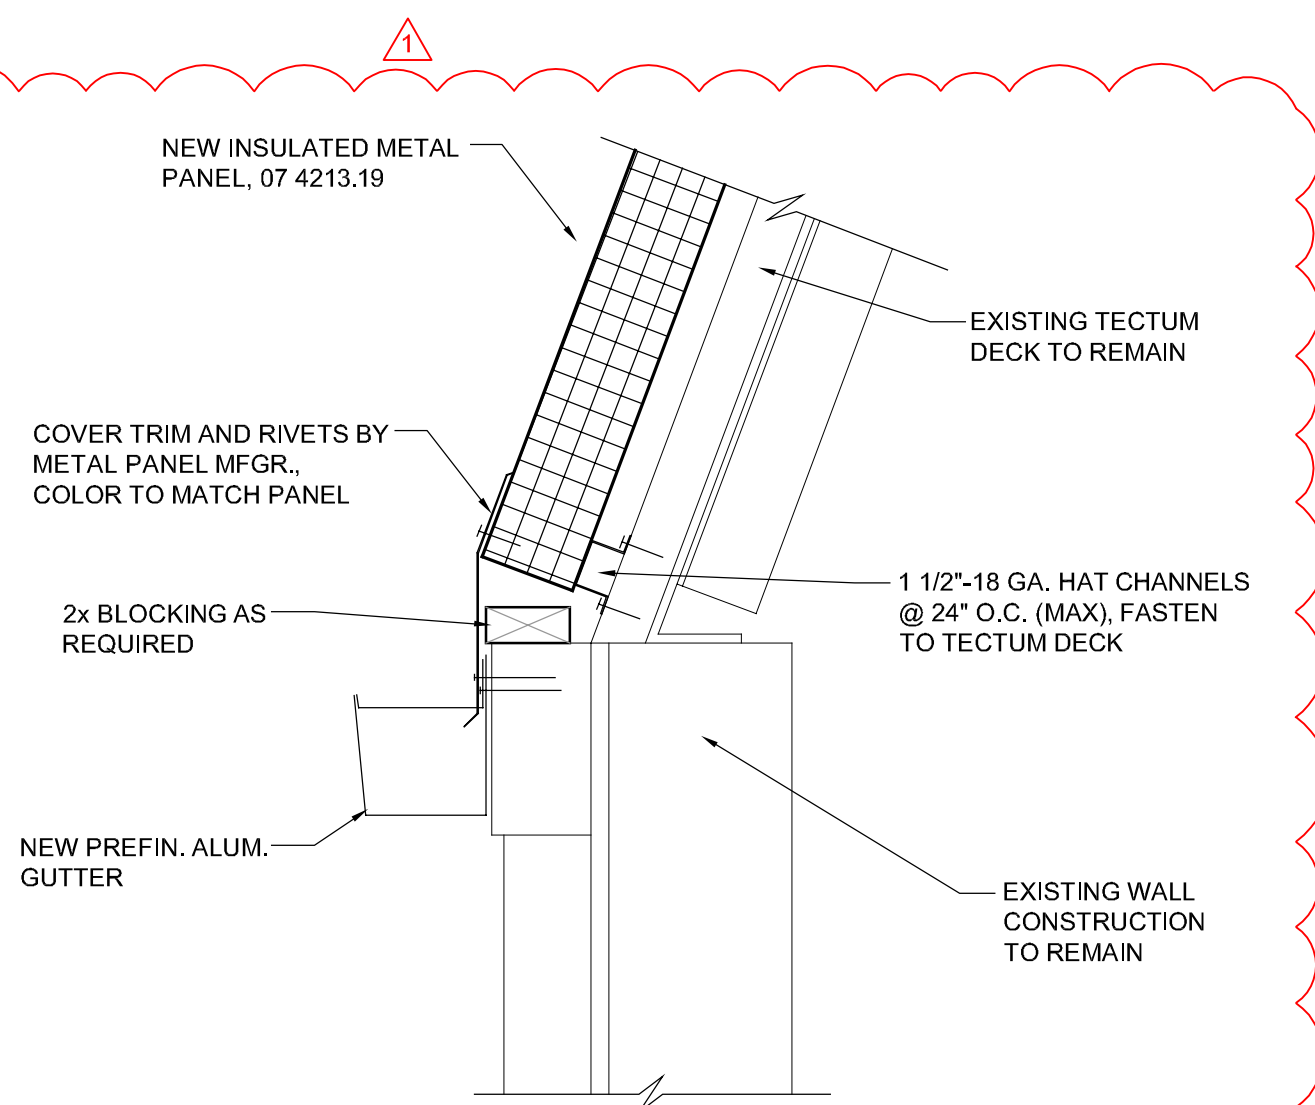 1
NEW INSULATED METAL
PANEL, 07 4213.19
EXISTING TECTUM
DECK TO REMAIN
COVER TRIM AND RIVETS BY
METAL PANEL MFGR.,
COLOR TO MATCH PANEL
1 1/2"-18 GA. HAT CHANNELS
@ 24" O.C. (MAX), FASTEN
TO TECTUM DECK
2x BLOCKING AS
REQUIRED
NEW PREFIN. ALUM.
GUTTER
EXISTING WALL
CONSTRUCTION
TO REMAIN